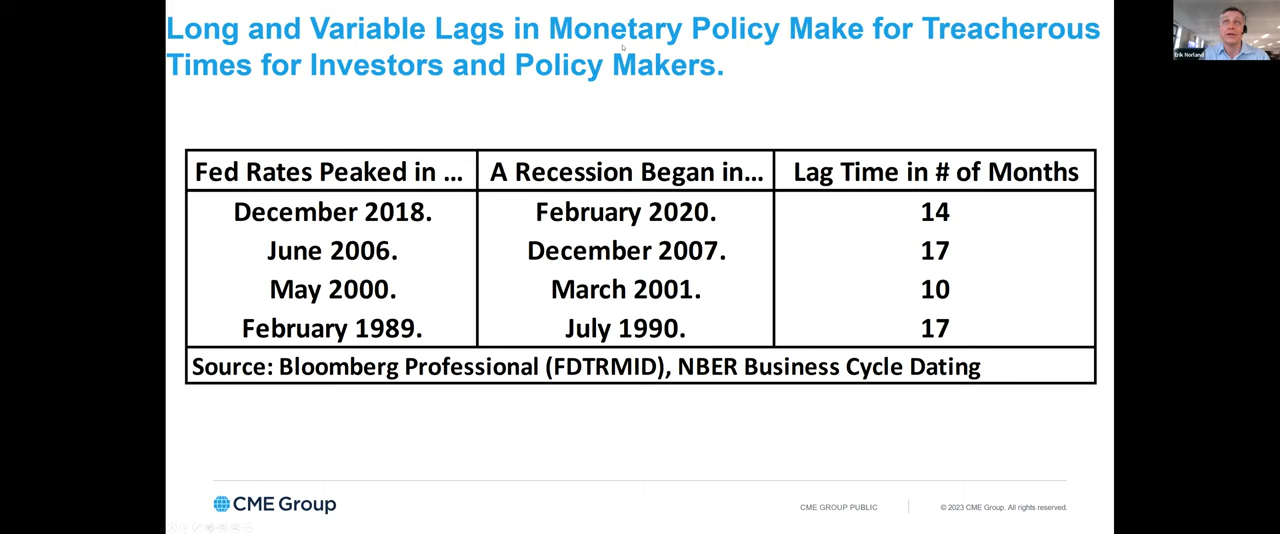 Long and Variable Lags in Monetary Policy Make for Treacherous
Times for Investors and Policy Makers.
Erik Norland
Fed Rates Peaked in ... A Recession Began in... Lag Time in # of Months
December 2018. February 2020. 14
June 2006. December 2007. 17
May 2000. March 2001. 10
February 1989. July 1990. 17
Source: Bloomberg Professional (FDTRMID), NBER Business Cycle Dating
CME Group
CME GROUP PUBLIC
© 2023 CME Group. All rights reserved.